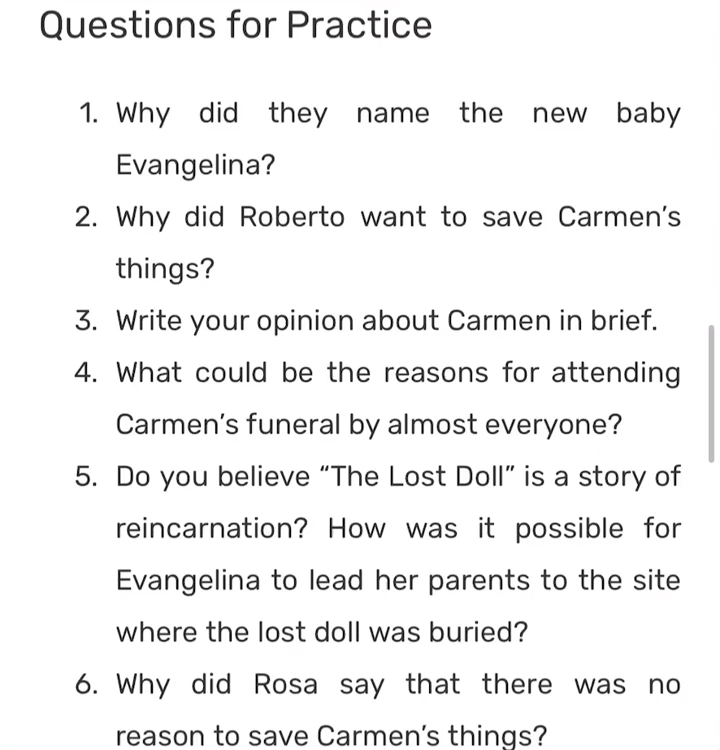 Questions for Practice
1. Why did they name the new baby
Evangelina?
2. Why did Roberto want to save Carmen's
things?
3. Write your opinion about Carmen in brief.
4. What could be the reasons for attending
Carmen's funeral by almost everyone?
5. Do you believe “The Lost Doll” is a story of
reincarnation? How was it possible for
Evangelina to lead her parents to the site
where the lost doll was buried?
6. Why did Rosa say that there was no
reason to save Carmen's things?